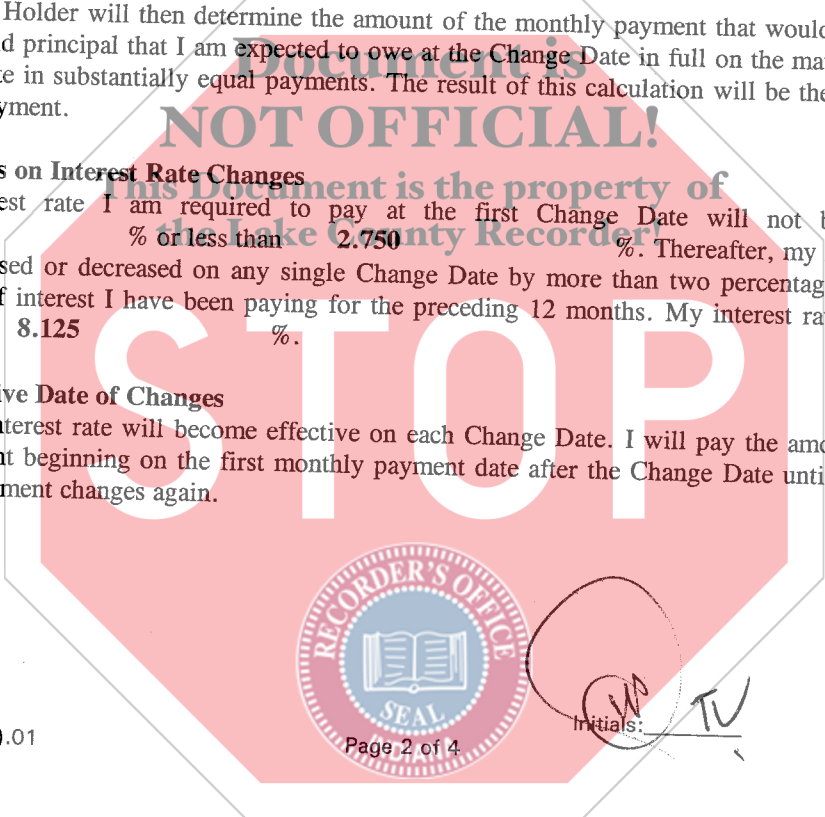 Holder will then determine the amount of the monthly payment that would
d principal that I am expected to owe at the Change Date in full on the ma
te in substantially equal payments. The result of this calculation will be the
yment.
s on Interest Rate Changes
est rate I am required to pay at the first Change Date will not b
% or less than 2.750 %. Thereafter, my
sed or decreased on any single Change Date by more than two percentag
f interest I have been paying for the preceding 12 months. My interest ra
8.125 %.
ive Date of Changes
nterest rate will become effective on each Change Date. I will pay the amo
nt beginning on the first monthly payment date after the Change Date unti
ment changes again.
Document is
NOT OFFICIAL!
This Document is the property of
the Lake County Recorder!
STOP
RECORDER'S OFFICE
SEAL
INDIANA
Initials: TV
).01
Page 2 of 4